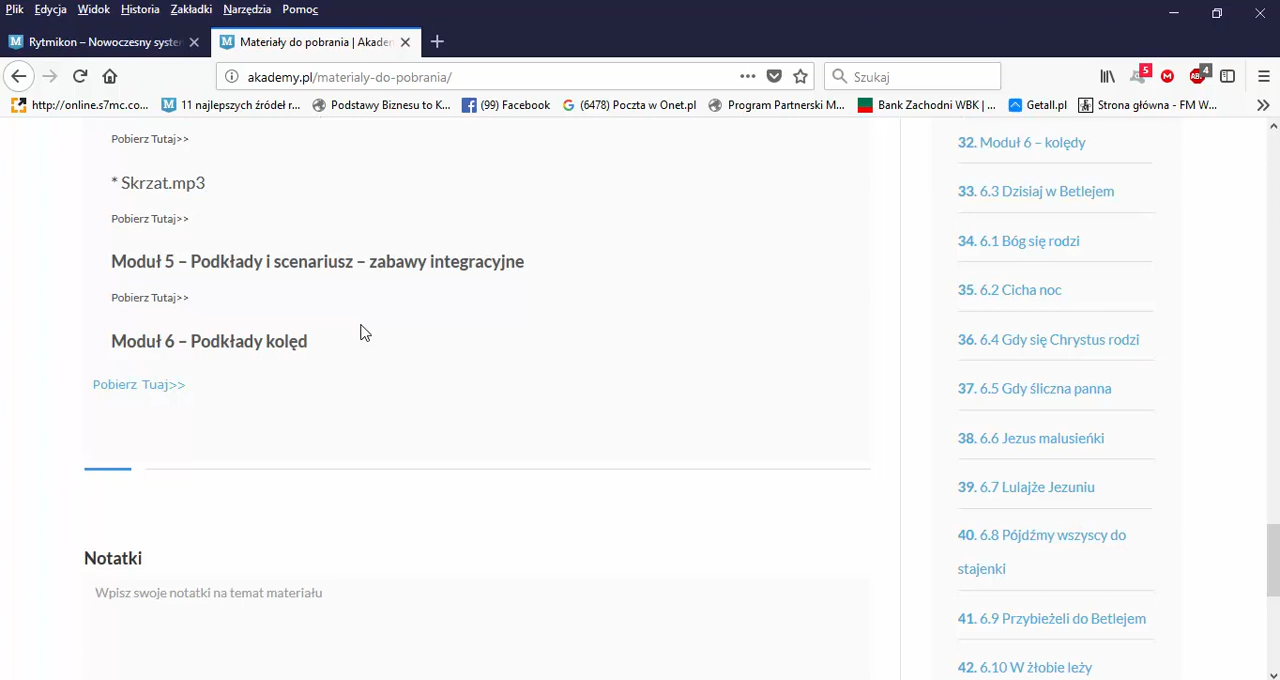 Plik Edycja Widok Historia Zakładki Narzędzia Pomoc
Rytmikon – Nowoczesny syster
Materiały do pobrania | Akadem
akademy.pl/materialy-do-pobrania/
Szukaj
5
4
http://online.s7mc.co...
11 najlepszych źródeł r...
Podstawy Biznesu to K...
(99) Facebook
(6478) Poczta w Onet.pl
Program Partnerski M...
Bank Zachodni WBK |...
Getall.pl
Strona główna - FM W...
Pobierz Tutaj>>
* Skrzat.mp3
Pobierz Tutaj>>
Moduł 5 – Podkłady i scenariusz – zabawy integracyjne
Pobierz Tutaj>>
Moduł 6 – Podkłady kolęd
Pobierz Tuaj>>
Notatki
Wpisz swoje notatki na temat materiału
32. Moduł 6 – kolędy
33. 6.3 Dzisiaj w Betlejem
34. 6.1 Bóg się rodzi
35. 6.2 Cicha noc
36. 6.4 Gdy się Chrystus rodzi
37. 6.5 Gdy śliczna panna
38. 6.6 Jezus malusieńki
39. 6.7 Lulajże Jezuniu
40. 6.8 Pójdźmy wszyscy do
stajenki
41. 6.9 Przybieżeli do Betlejem
42. 6.10 W żłobie leży